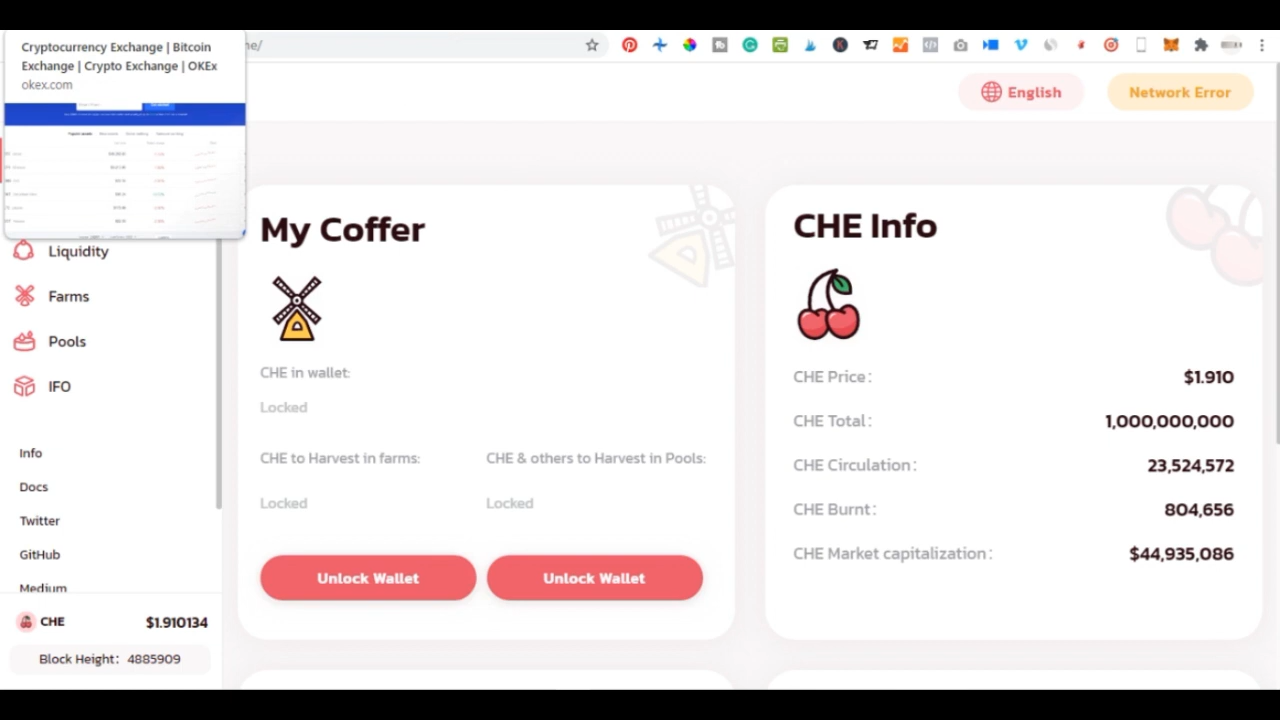 Cryptocurrency Exchange | Bitcoin
Exchange | Crypto Exchange | OKEx
okex.com
English
Network Error
Liquidity
Farms
Pools
IFO
Info
Docs
Twitter
GitHub
Medium
CHE $1.910134
Block Height: 4885909
My Coffer
CHE in wallet:
Locked
CHE to Harvest in farms: CHE & others to Harvest in Pools:
Locked Locked
Unlock Wallet Unlock Wallet
CHE Info
CHE Price: $1.910
CHE Total: 1,000,000,000
CHE Circulation: 23,524,572
CHE Burnt: 804,656
CHE Market capitalization: $44,935,086